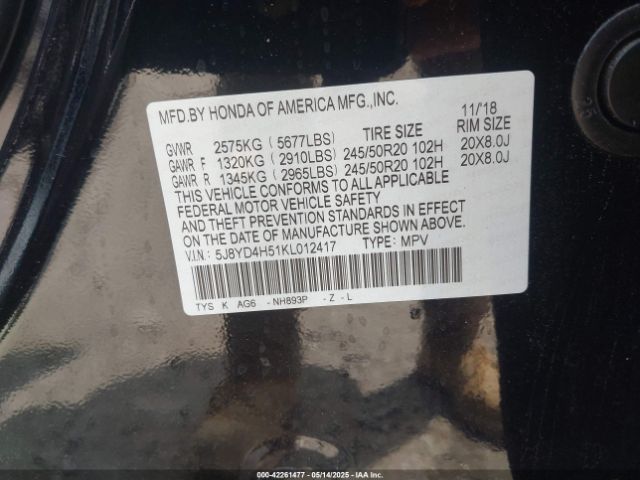 MFD.BY HONDA OF AMERICA MFG.,INC.
11/18
GVWR 2575KG ( 5677LBS) TIRE SIZE RIM SIZE
GAWR F 1320KG ( 2910LBS) 245/50R20 102H 20X8.0J
GAWR R 1345KG ( 2965LBS) 245/50R20 102H 20X8.0J
THIS VEHICLE CONFORMS TO ALL APPLICABLE
FEDERAL MOTOR VEHICLE SAFETY
AND THEFT PREVENTION STANDARDS IN EFFECT
ON THE DATE OF MANUFACTURE SHOWN ABOVE.
V.I.N.: 5J8YD4H51KL012417 TYPE: MPV
TYS K AG6 -NH893P -Z-L
000-42261477 — 05/14/2025 — IAA Inc.